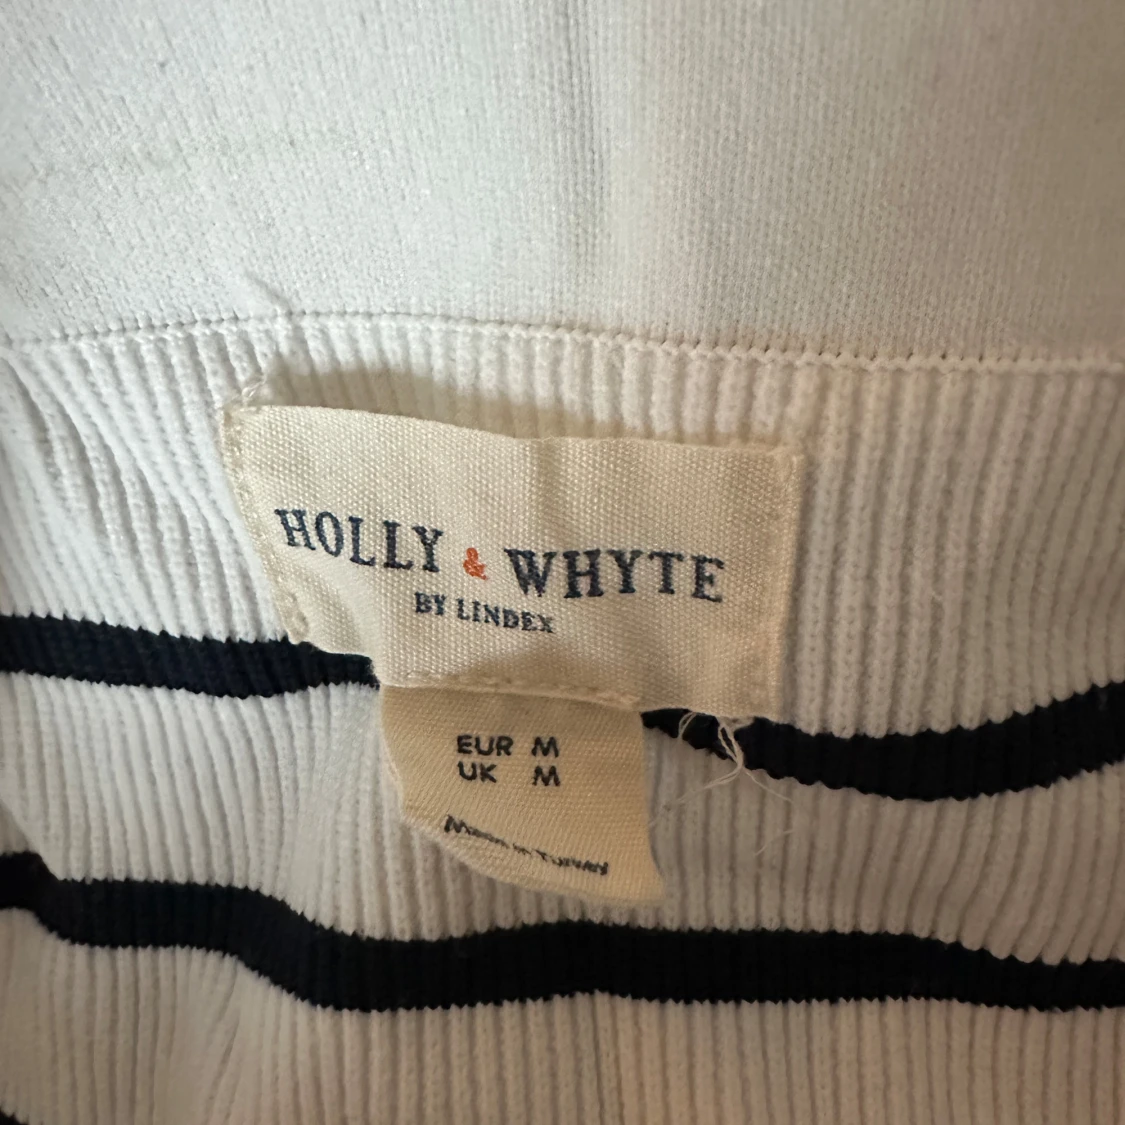 HOLLY & WHYTE
BY LINDEX
EUR M
UK M
Made in Turkey